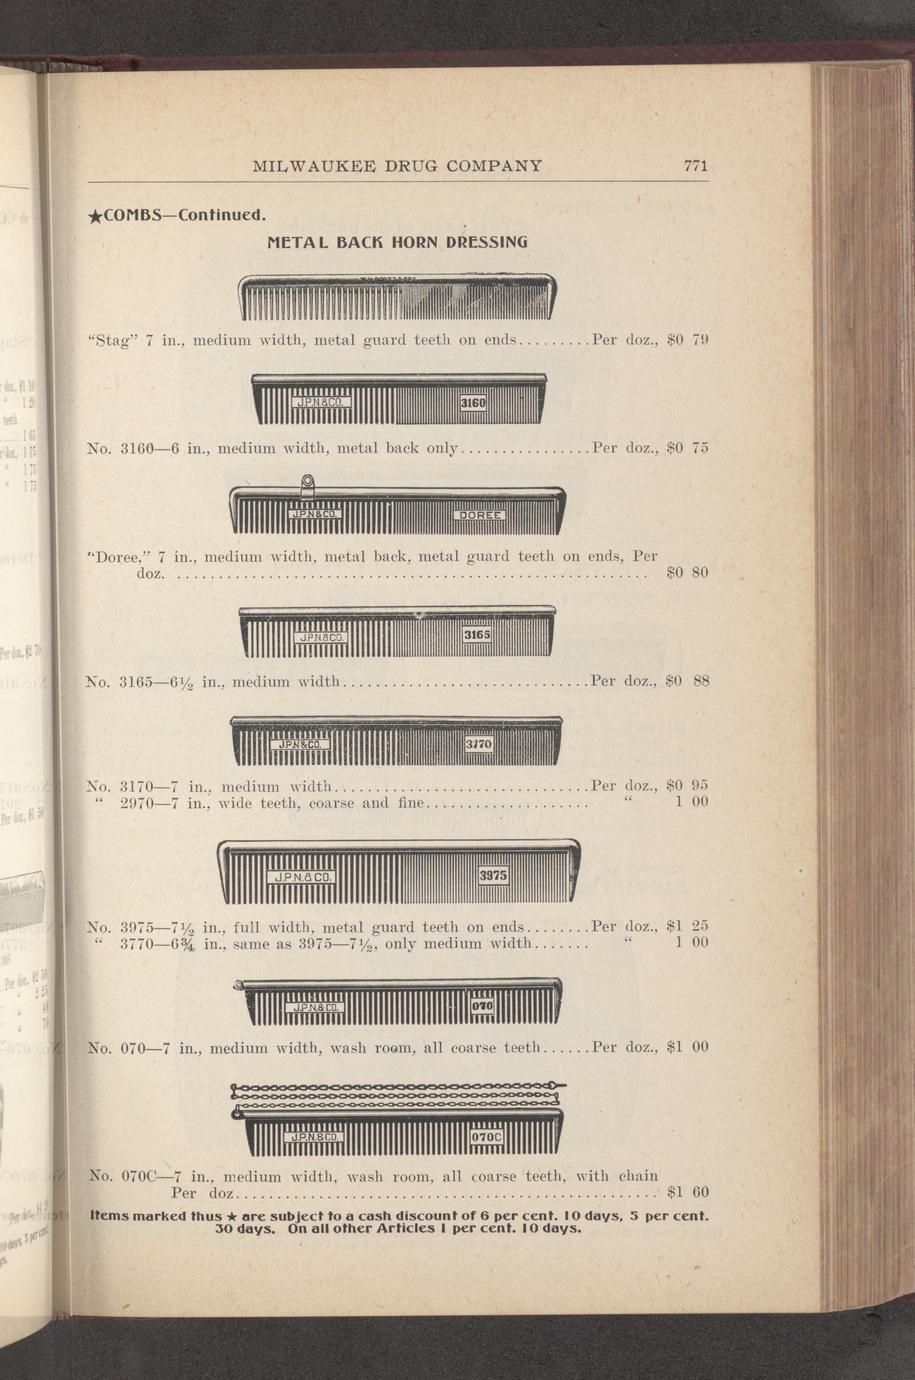 MILWAUKEE DRUG COMPANY 771
★COMBS—Continued.
METAL BACK HORN DRESSING
“Stag” 7 in., medium width, metal guard teeth on ends.........Per doz., $0 79
J.P.N.&CO. 3160
No. 3160—6 in., medium width, metal back only................Per doz., $0 75
J.P.N&CO. DOREE
“Doree,” 7 in., medium width, metal back, metal guard teeth on ends, Per
doz. ......................................................... $0 80
J.P.N.&CO. 3165
No. 3165—6½ in., medium width..............................Per doz., $0 88
J.P.N&CO. 3170
No. 3170—7 in., medium width...............................Per doz., $0 95
“ 2970—7 in., wide teeth, coarse and fine.................... “ 1 00
J.P.N.&CO. 3975
No. 3975—7½ in., full width, metal guard teeth on ends........Per doz., $1 25
“ 3770—6¾ in., same as 3975—7½, only medium width....... “ 1 00
J.P.N.&CO. 070
No. 070—7 in., medium width, wash room, all coarse teeth......Per doz., $1 00
J.P.N.&CO. 070C
No. 070C—7 in., medium width, wash room, all coarse teeth, with chain
Per doz................................................... $1 60
Items marked thus ★ are subject to a cash discount of 6 per cent. 10 days, 5 per cent.
30 days. On all other Articles 1 per cent. 10 days.